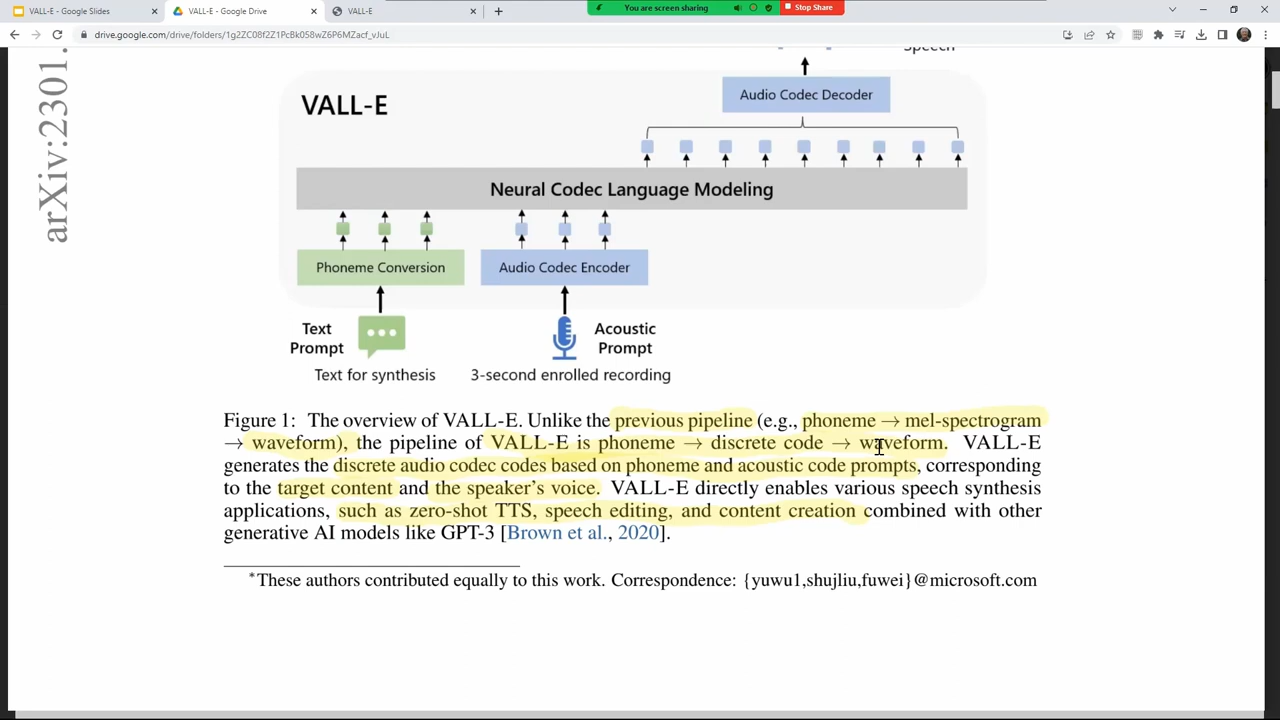 VALL-E - Google Slides
VALL-E - Google Drive
VALL-E
You are screen sharing
Stop Share
drive.google.com/drive/folders/1g2ZC08f2Z1PcBk058wZ6P6MZacf_vJuL
arXiv:2301.
Speech
VALL-E
Audio Codec Decoder
Neural Codec Language Modeling
Phoneme Conversion
Audio Codec Encoder
Text
Prompt
Acoustic
Prompt
Text for synthesis
3-second enrolled recording
Figure 1: The overview of VALL-E. Unlike the previous pipeline (e.g., phoneme → mel-spectrogram
→ waveform), the pipeline of VALL-E is phoneme → discrete code → waveform. VALL-E
generates the discrete audio codec codes based on phoneme and acoustic code prompts, corresponding
to the target content and the speaker's voice. VALL-E directly enables various speech synthesis
applications, such as zero-shot TTS, speech editing, and content creation combined with other
generative AI models like GPT-3 [Brown et al., 2020].
*These authors contributed equally to this work. Correspondence: {yuwu1,shujliu,fuwei}@microsoft.com